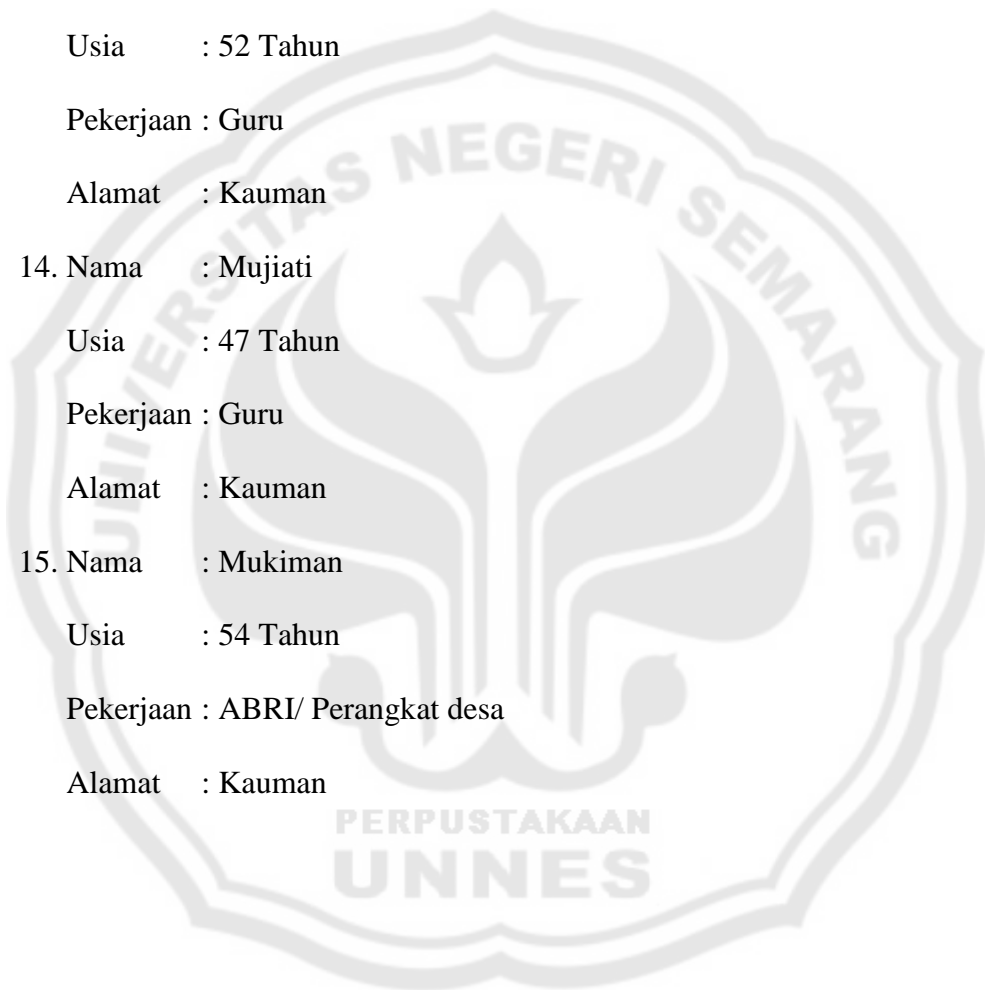 Usia : 52 Tahun
Pekerjaan : Guru
Alamat : Kauman
14. Nama : Mujiati
Usia : 47 Tahun
Pekerjaan : Guru
Alamat : Kauman
15. Nama : Mukiman
Usia : 54 Tahun
Pekerjaan : ABRI/ Perangkat desa
Alamat : Kauman
UNIVERSITAS NEGERI SEMARANG
PERPUSTAKAAN
UNNES